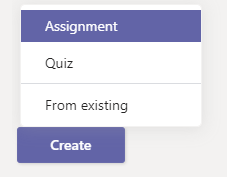 Assignment
Quiz
From existing
Create